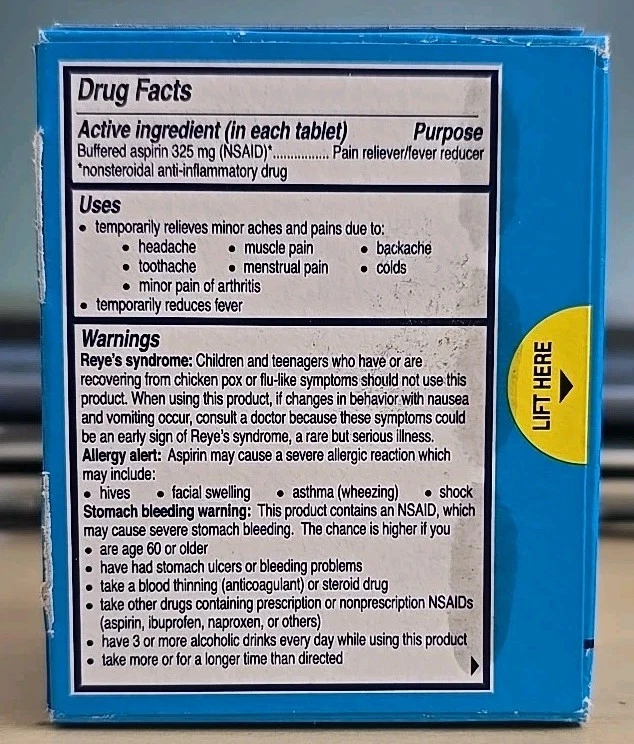 Drug Facts
Active ingredient (in each tablet) Purpose
Buffered aspirin 325 mg (NSAID)*................ Pain reliever/fever reducer
*nonsteroidal anti-inflammatory drug
Uses
• temporarily relieves minor aches and pains due to:
• headache • muscle pain • backache
• toothache • menstrual pain • colds
• minor pain of arthritis
• temporarily reduces fever
Warnings
Reye's syndrome: Children and teenagers who have or are
recovering from chicken pox or flu-like symptoms should not use this
product. When using this product, if changes in behavior with nausea
and vomiting occur, consult a doctor because these symptoms could
be an early sign of Reye's syndrome, a rare but serious illness.
Allergy alert: Aspirin may cause a severe allergic reaction which
may include:
• hives • facial swelling • asthma (wheezing) • shock
Stomach bleeding warning: This product contains an NSAID, which
may cause severe stomach bleeding. The chance is higher if you
• are age 60 or older
• have had stomach ulcers or bleeding problems
• take a blood thinning (anticoagulant) or steroid drug
• take other drugs containing prescription or nonprescription NSAIDs
(aspirin, ibuprofen, naproxen, or others)
• have 3 or more alcoholic drinks every day while using this product
• take more or for a longer time than directed
LIFT HERE